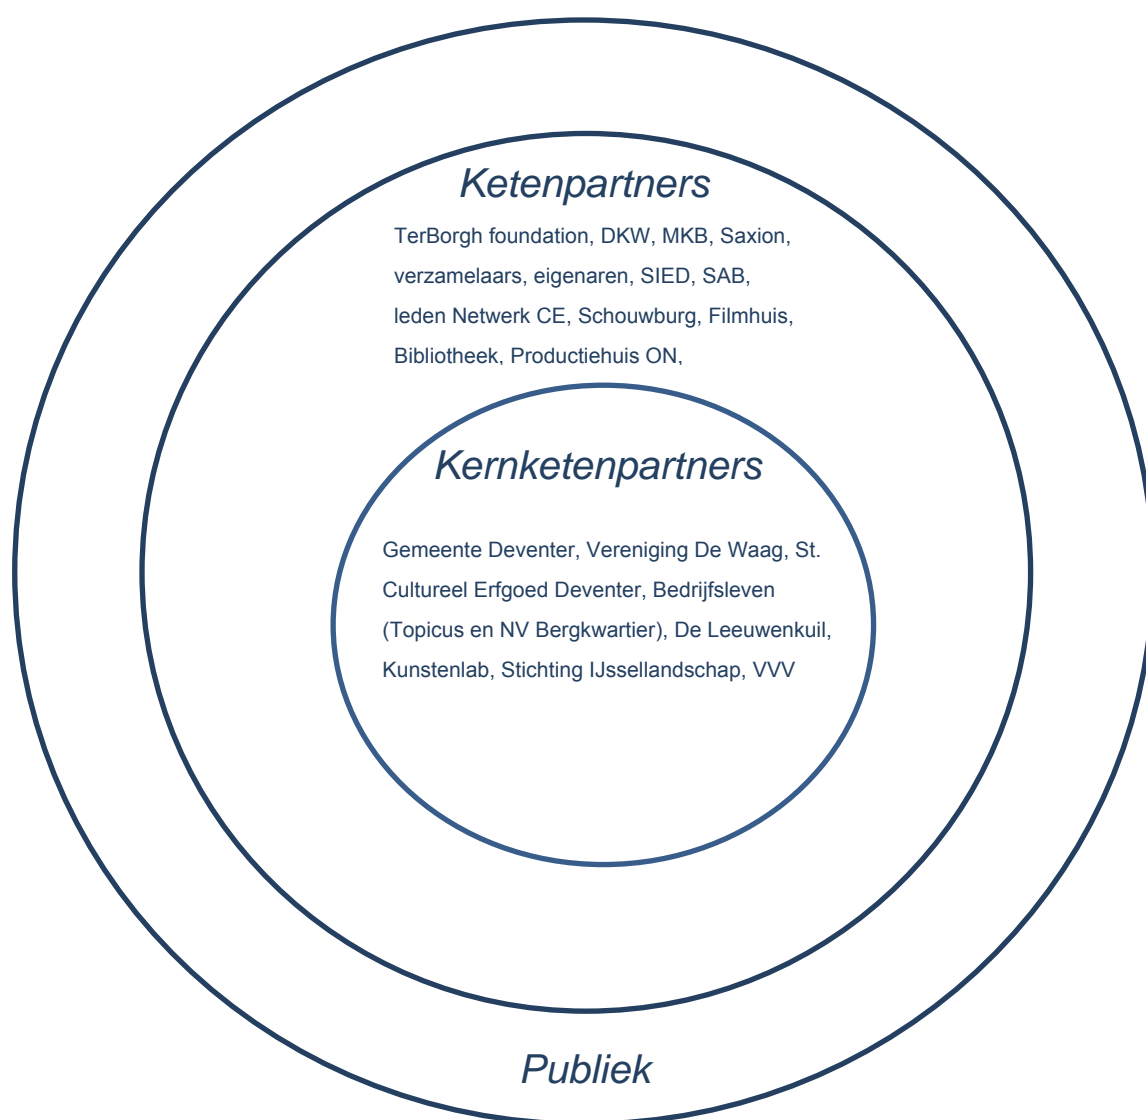 Ketenpartners
TerBorgh foundation, DKW, MKB, Saxion,
verzamelaars, eigenaren, SIED, SAB,
leden Netwerk CE, Schouwburg, Filmhuis,
Bibliotheek, Productiehuis ON,
Kernketenpartners
Gemeente Deventer, Vereniging De Waag, St.
Cultureel Erfgoed Deventer, Bedrijfsleven
(Topicus en NV Bergkwartier), De Leeuwenkuil,
Kunstenlab, Stichting IJssellandschap, VVV
Publiek